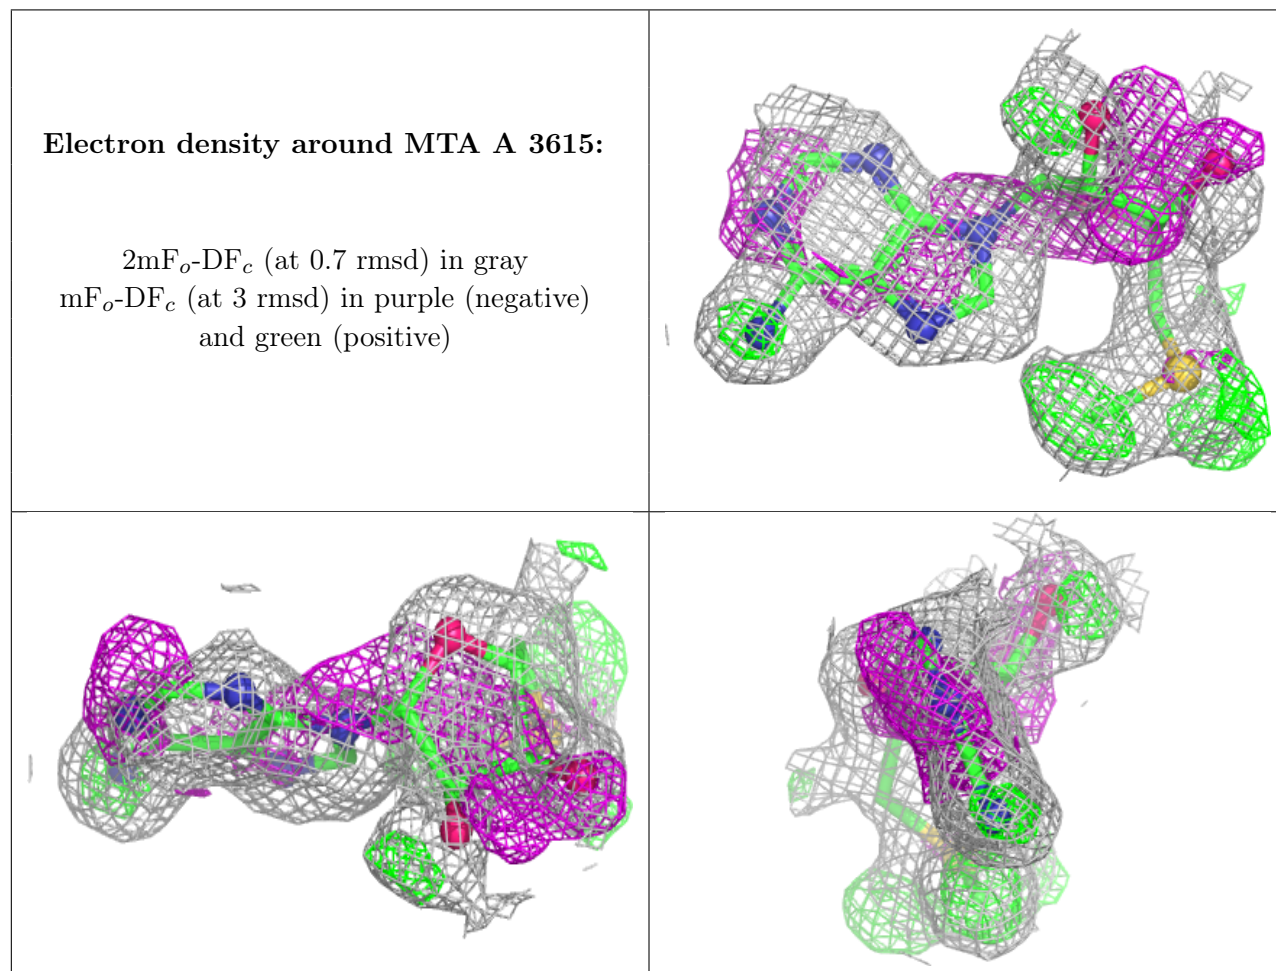 Electron density around MTA A 3615:
2mFo-DFc (at 0.7 rmsd) in gray
mFo-DFc (at 3 rmsd) in purple (negative)
and green (positive)